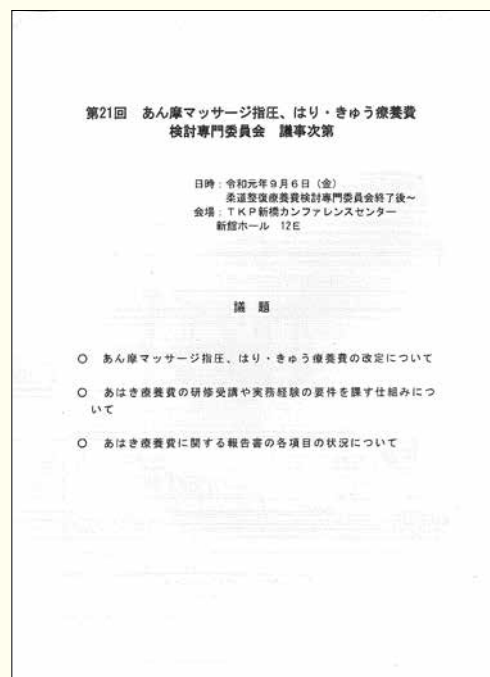 第21回　あん摩マッサージ指圧、はり・きゅう療養費
検討専門委員会　議事次第
日時：令和元年9月6日（金）
柔道整復療養費検討専門委員会終了後～
会場：ＴＫＰ新橋カンファレンスセンター
新館ホール　12Ｅ
議　題
○　あん摩マッサージ指圧、はり・きゅう療養費の改定について
○　あはき療養費の研修受講や実務経験の要件を課す仕組みにつ
いて
○　あはき療養費に関する報告書の各項目の状況について